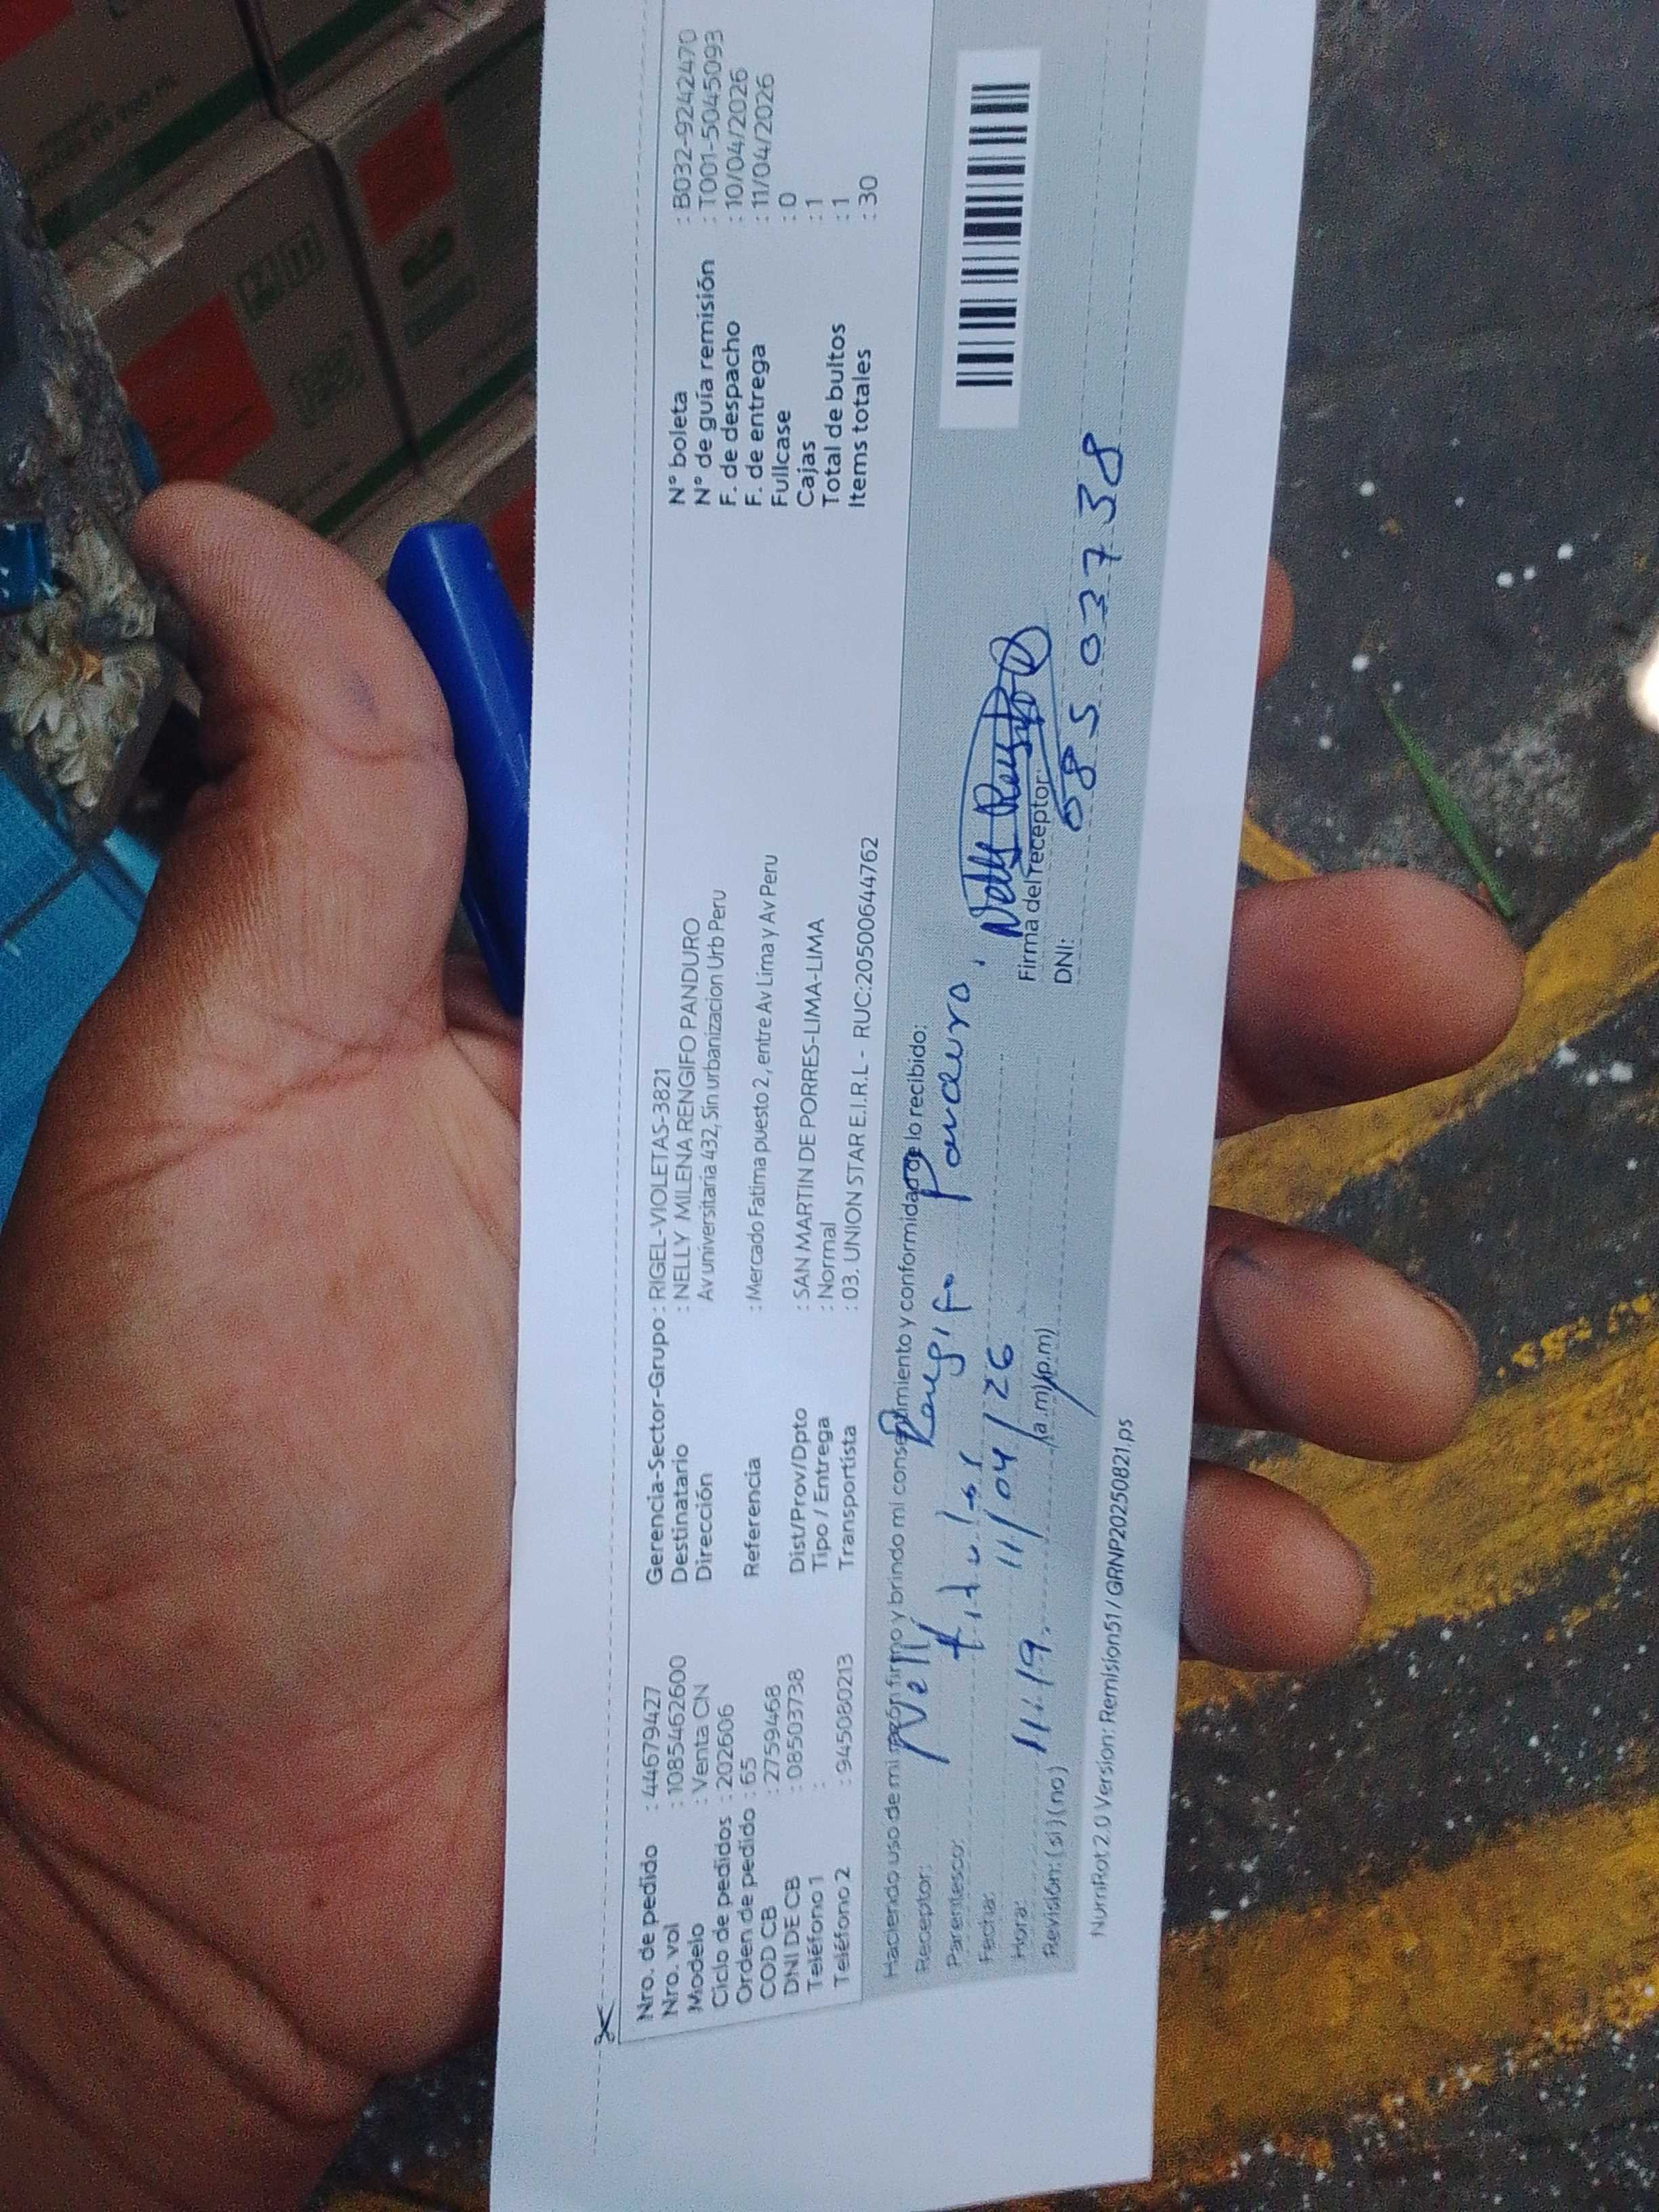 Nro. de pedido : 44679427
Nro. vol : 1085462600
Modelo : Venta CN
Ciclo de pedidos : 202606
Orden de pedido : 65
COD CB : 2759468
DNI DE CB : 08503738
Teléfono 1 :
Teléfono 2 : 945080213
Gerencia-Sector-Grupo : RIGEL-VIOLETAS-3821
Destinatario : NELLY MILENA RENGIFO PANDURO
Dirección Av universitaria 432, Sin urbanizacion Urb Peru
Referencia : Mercado Fatima puesto 2, entre Av Lima y Av Peru
Dist/Prov/Dpto : SAN MARTIN DE PORRES-LIMA-LIMA
Tipo / Entrega : Normal
Transportista : 03. UNION STAR E.I.R.L - RUC:20500644762
N° boleta : B032-9242470
N° de guía remisión : T001-50450093
F. de despacho : 10/04/2026
F. de entrega : 11/04/2026
Fullcase : 0
Cajas : 1
Total de bultos : 1
Items totales : 30
Haciendo uso de mi razón firmo y brindo mi consentimiento y conformidad de lo recibido:
Receptor: Nelly Rengifo Panduro.
Parentesco: titular
Fecha: 11/04/26
Hora: 11:19 (a.m)(p.m)
Revisión: (si) (no)
Firma del receptor:
DNI: 08503738
NumRot 2.0 Version: Remision51 / GRNP20250821.ps